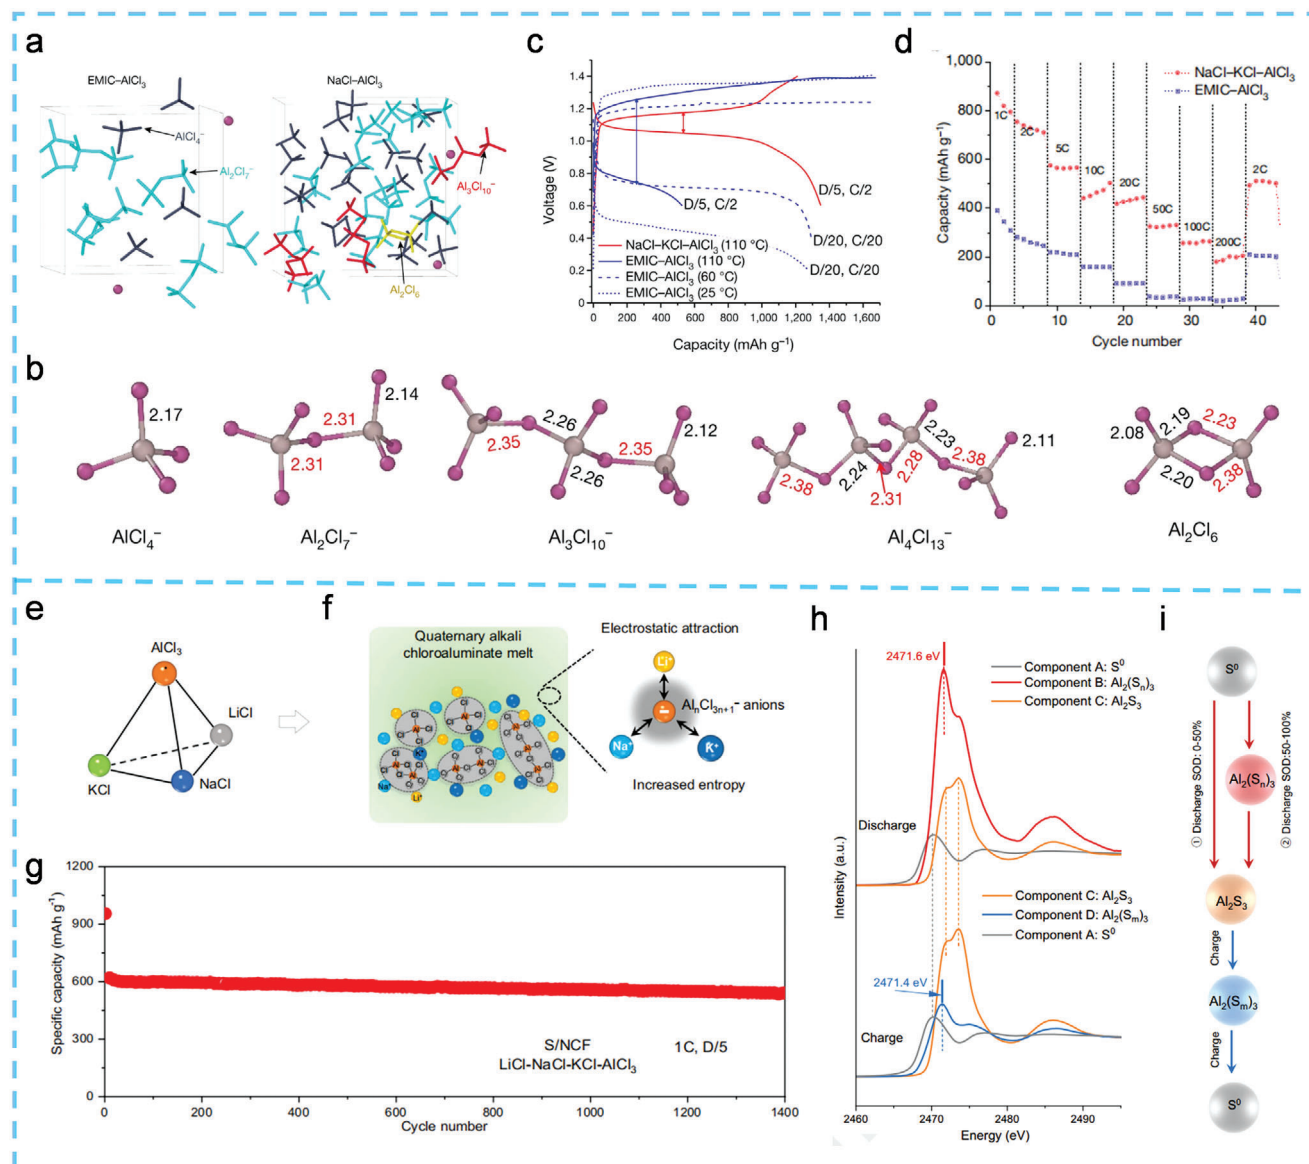 a
EMIC–AlCl₃
NaCl–AlCl₃
AlCl₄⁻
Al₂Cl₇⁻
Al₃Cl₁₀⁻
Al₂Cl₆
c
Voltage (V)
1.4
1.2
1.0
0.8
0.6
0.4
0.2
0
D/5, C/2
D/5, C/2
D/20, C/20
D/20, C/20
NaCl–KCl–AlCl₃ (110 °C)
EMIC–AlCl₃ (110 °C)
EMIC–AlCl₃ (60 °C)
EMIC–AlCl₃ (25 °C)
0 200 400 600 800 1,000 1,200 1,400 1,600
Capacity (mAh g⁻¹)
d
Capacity (mAh g⁻¹)
1,000
800
600
400
200
0
NaCl–KCl–AlCl₃
EMIC–AlCl₃
1C
2C
5C
10C
20C
50C
100C
200C
2C
0 10 20 30 40
Cycle number
b
2.17
AlCl₄⁻
2.31
2.31
2.14
Al₂Cl₇⁻
2.35
2.26
2.26
2.35
2.12
Al₃Cl₁₀⁻
2.38
2.24
2.31
2.28
2.23
2.38
2.11
Al₄Cl₁₃⁻
2.08
2.19
2.23
2.20
2.38
Al₂Cl₆
e
AlCl₃
LiCl
KCl
NaCl
f
Quaternary alkali
chloroaluminate melt
Na⁺
Li⁺
K⁺
Electrostatic attraction
Li⁺
AlₙCl₃ₙ₊₁⁻ anions
Na⁺
K⁺
Increased entropy
g
Specific capacity (mAh g⁻¹)
1200
900
600
300
0
S/NCF
LiCl-NaCl-KCl-AlCl₃
1C, D/5
0 200 400 600 800 1000 1200 1400
Cycle number
h
Intensity (a.u.)
2471.6 eV
Component A: S⁰
Component B: Al₂(Sₙ)₃
Component C: Al₂S₃
Discharge
Component C: Al₂S₃
Component D: Al₂(Sₘ)₃
Component A: S⁰
2471.4 eV
Charge
2460 2470 2480 2490
Energy (eV)
i
S⁰
① Discharge SOD: 0-50%
Al₂(Sₙ)₃
② Discharge SOD:50-100%
Al₂S₃
Charge
Al₂(Sₘ)₃
Charge
S⁰